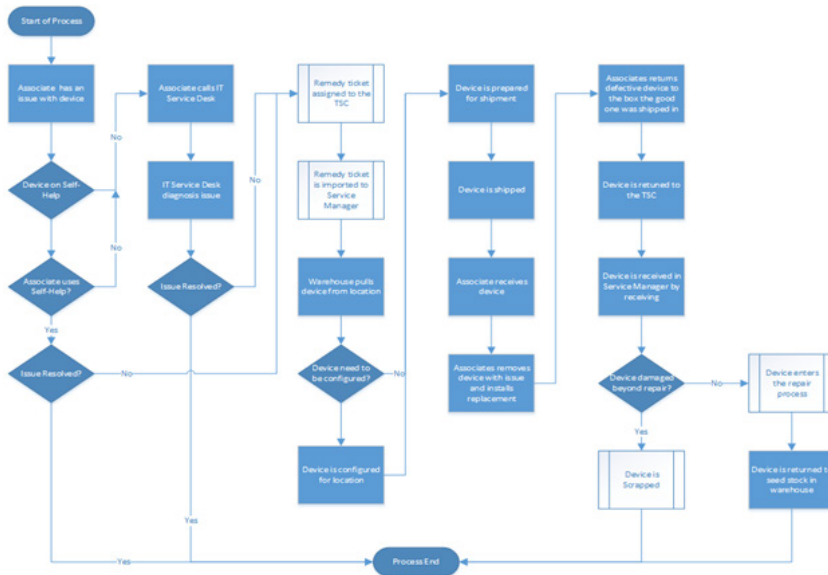 Start of Process
Associate has an
issue with device
Device on Self-
Help
No
No
Associate uses
Self-Help?
Yes
Issue Resolved?
No
Yes
Associate calls IT
Service Desk
IT Service Desk
diagnosis issue
Issue Resolved?
No
Yes
Remedy ticket
assigned to the
TSC
Remedy ticket
is imported to
Service
Manager
Warehouse pulls
device from location
Device need to
be configured?
No
Device is configured
for location
Device is prepared
for shipment
Device is shipped
Associate receives
device
Associates removes
device with issue
and installs
replacement
Associates returns
defective device to
the box the good
one was shipped in
Device is retuned to
the TSC
Device is received in
Service Manager by
receiving
Device damaged
beyond repair?
No
Yes
Device is
Scrapped
Device enters
the repair
process
Device is returned to
seed stock in
warehouse
Process End